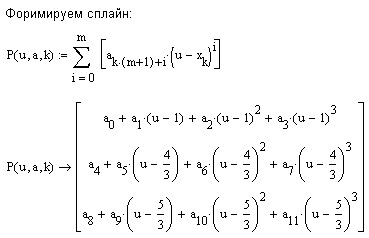 Формируем сплайн:
P(u,a,k) := ∑_{i = 0}^{m} [a_{k·(m+1)+i}·(u − x_k)^i]
P(u,a,k) → [
a_0 + a_1·(u − 1) + a_2·(u − 1)^2 + a_3·(u − 1)^3
a_4 + a_5·(u − 4/3) + a_6·(u − 4/3)^2 + a_7·(u − 4/3)^3
a_8 + a_9·(u − 5/3) + a_10·(u − 5/3)^2 + a_11·(u − 5/3)^3
]